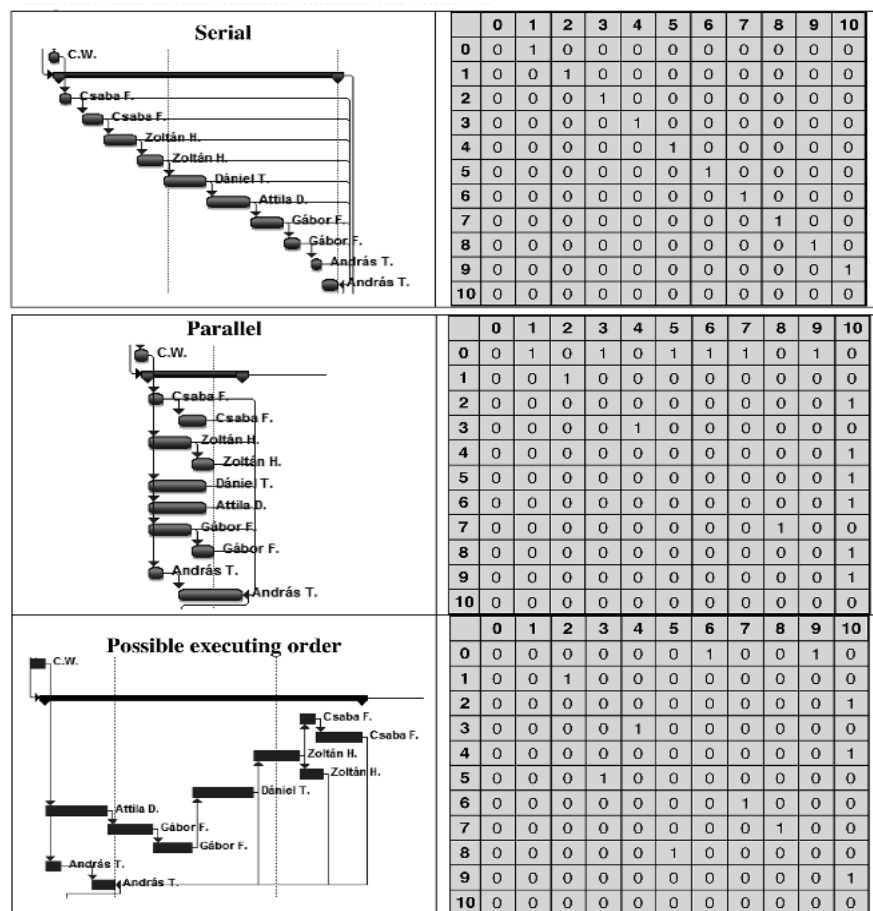 Serial
C.W.
Csaba F.
Csaba F.
Zoltán H.
Zoltán H.
Dániel T.
Attila D.
Gábor F.
Gábor F.
András T.
András T.
0 1 2 3 4 5 6 7 8 9 10
0 0 1 0 0 0 0 0 0 0 0 0
1 0 0 1 0 0 0 0 0 0 0 0
2 0 0 0 1 0 0 0 0 0 0 0
3 0 0 0 0 1 0 0 0 0 0 0
4 0 0 0 0 0 1 0 0 0 0 0
5 0 0 0 0 0 0 1 0 0 0 0
6 0 0 0 0 0 0 0 1 0 0 0
7 0 0 0 0 0 0 0 0 1 0 0
8 0 0 0 0 0 0 0 0 0 1 0
9 0 0 0 0 0 0 0 0 0 0 1
10 0 0 0 0 0 0 0 0 0 0 0
Parallel
C.W.
Csaba F.
Csaba F.
Zoltán H.
Zoltán H.
Dániel T.
Attila D.
Gábor F.
Gábor F.
András T.
András T.
0 1 2 3 4 5 6 7 8 9 10
0 0 1 0 1 0 1 1 1 0 1 0
1 0 0 1 0 0 0 0 0 0 0 0
2 0 0 0 0 0 0 0 0 0 0 1
3 0 0 0 0 1 0 0 0 0 0 0
4 0 0 0 0 0 0 0 0 0 0 1
5 0 0 0 0 0 0 0 0 0 0 1
6 0 0 0 0 0 0 0 0 0 0 1
7 0 0 0 0 0 0 0 0 1 0 0
8 0 0 0 0 0 0 0 0 0 0 1
9 0 0 0 0 0 0 0 0 0 0 1
10 0 0 0 0 0 0 0 0 0 0 0
Possible executing order
C.W.
Csaba F.
Csaba F.
Zoltán H.
Zoltán H.
Dániel T.
Attila D.
Gábor F.
Gábor F.
András T.
András T.
0 1 2 3 4 5 6 7 8 9 10
0 0 0 0 0 0 0 1 0 0 1 0
1 0 0 1 0 0 0 0 0 0 0 0
2 0 0 0 0 0 0 0 0 0 0 1
3 0 0 0 0 1 0 0 0 0 0 0
4 0 0 0 0 0 0 0 0 0 0 1
5 0 0 0 1 0 0 0 0 0 0 0
6 0 0 0 0 0 0 0 1 0 0 0
7 0 0 0 0 0 0 0 0 1 0 0
8 0 0 0 0 0 1 0 0 0 0 0
9 0 0 0 0 0 0 0 0 0 0 1
10 0 0 0 0 0 0 0 0 0 0 0